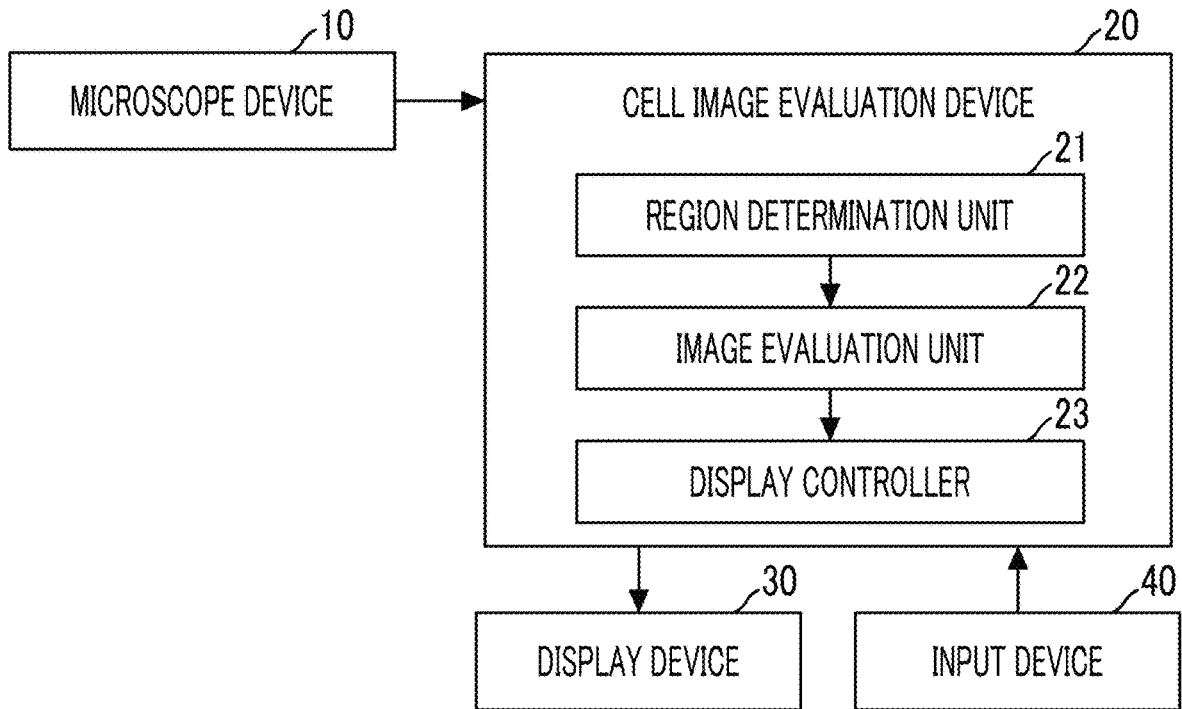 10
MICROSCOPE DEVICE
20
CELL IMAGE EVALUATION DEVICE
21
REGION DETERMINATION UNIT
22
IMAGE EVALUATION UNIT
23
DISPLAY CONTROLLER
30
DISPLAY DEVICE
40
INPUT DEVICE